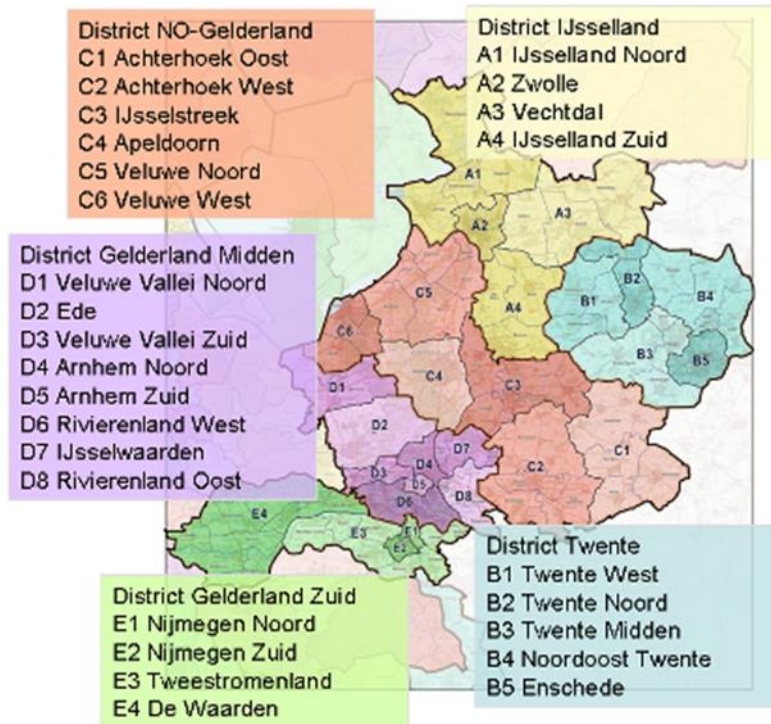 District NO-Gelderland
C1 Achterhoek Oost
C2 Achterhoek West
C3 IJsselstreek
C4 Apeldoorn
C5 Veluwe Noord
C6 Veluwe West
District IJsselland
A1 IJsselland Noord
A2 Zwolle
A3 Vechtdal
A4 IJsselland Zuid
District Gelderland Midden
D1 Veluwe Vallei Noord
D2 Ede
D3 Veluwe Vallei Zuid
D4 Arnhem Noord
D5 Arnhem Zuid
D6 Rivierenland West
D7 IJsselwaarden
D8 Rivierenland Oost
A1
A2
A3
A4
B1
B2
B4
B3
B5
C5
C6
C4
C3
C2
C1
D1
D2
D3
D4
D7
D5
D6
D8
E4
E3
E1
E2
District Gelderland Zuid
E1 Nijmegen Noord
E2 Nijmegen Zuid
E3 Tweestromenland
E4 De Waarden
District Twente
B1 Twente West
B2 Twente Noord
B3 Twente Midden
B4 Noordoost Twente
B5 Enschede